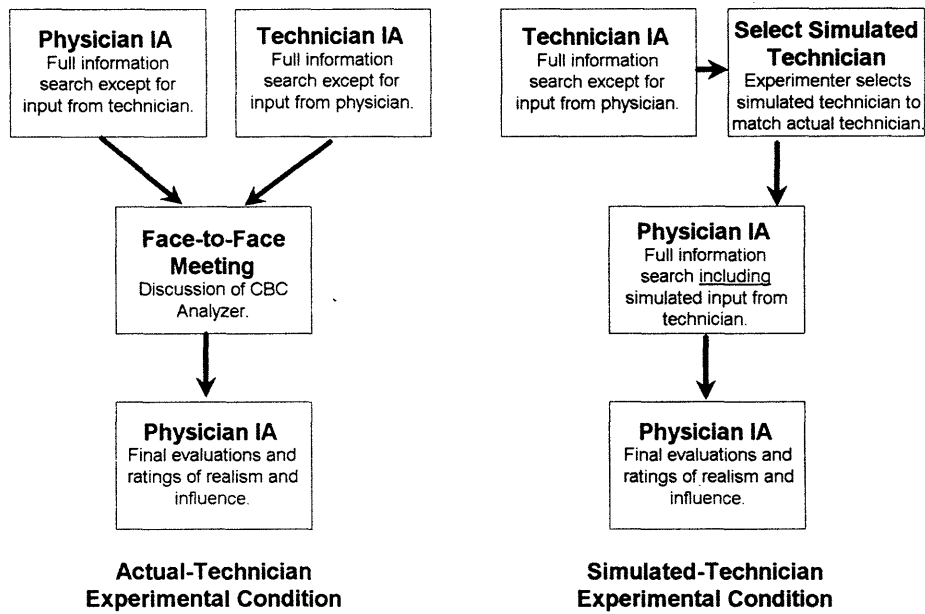 Physician IA
Full information
search except for
input from technician.
Technician IA
Full information
search except for
input from physician.
Face-to-Face
Meeting
Discussion of CBC
Analyzer.
Physician IA
Final evaluations and
ratings of realism and
influence.
Actual-Technician
Experimental Condition
Technician IA
Full information
search except for
input from physician.
Select Simulated
Technician
Experimenter selects
simulated technician to
match actual technician.
Physician IA
Full information
search including
simulated input from
technician.
Physician IA
Final evaluations and
ratings of realism and
influence.
Simulated-Technician
Experimental Condition